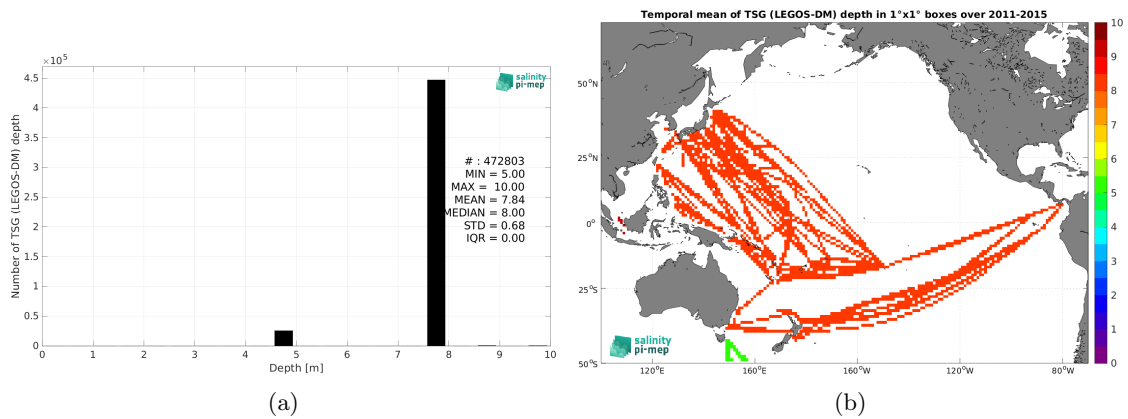 ×10⁵
4.5
4
3.5
3
2.5
2
1.5
1
0.5
0
Number of TSG (LEGOS-DM) depth
salinity
pi-mep
# : 472803
MIN = 5.00
MAX = 10.00
MEAN = 7.84
MEDIAN = 8.00
STD = 0.68
IQR = 0.00
0 1 2 3 4 5 6 7 8 9 10
Depth [m]
(a)
Temporal mean of TSG (LEGOS-DM) depth in 1°x1° boxes over 2011-2015
50°N
25°N
0°
25°S
50°S
120°E
160°E
160°W
120°W
80°W
salinity
pi-mep
10
9
8
7
6
5
4
3
2
1
0
(b)